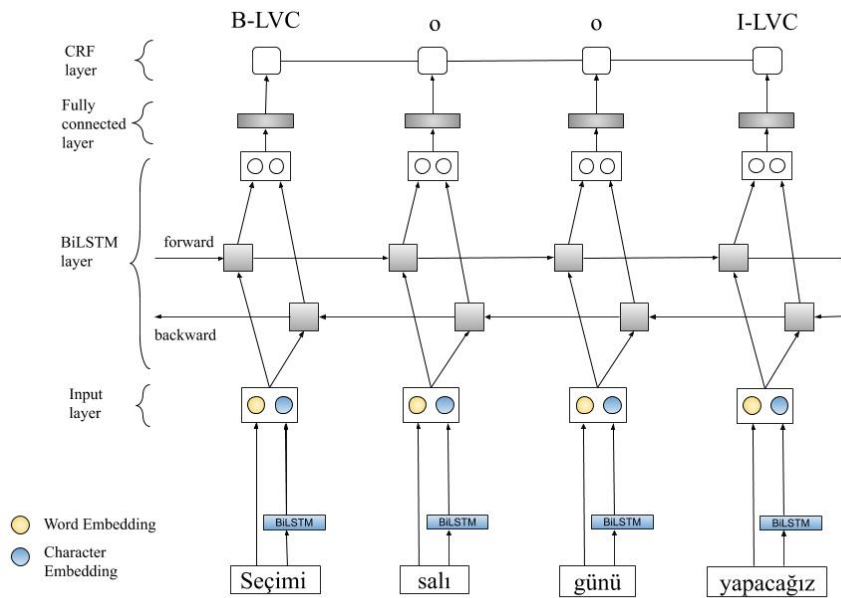 B-LVC o o I-LVC
CRF
layer
Fully
connected
layer
BiLSTM
layer
forward
backward
Input
layer
Word Embedding
Character
Embedding
BiLSTM BiLSTM BiLSTM BiLSTM
Seçimi salı günü yapacağız